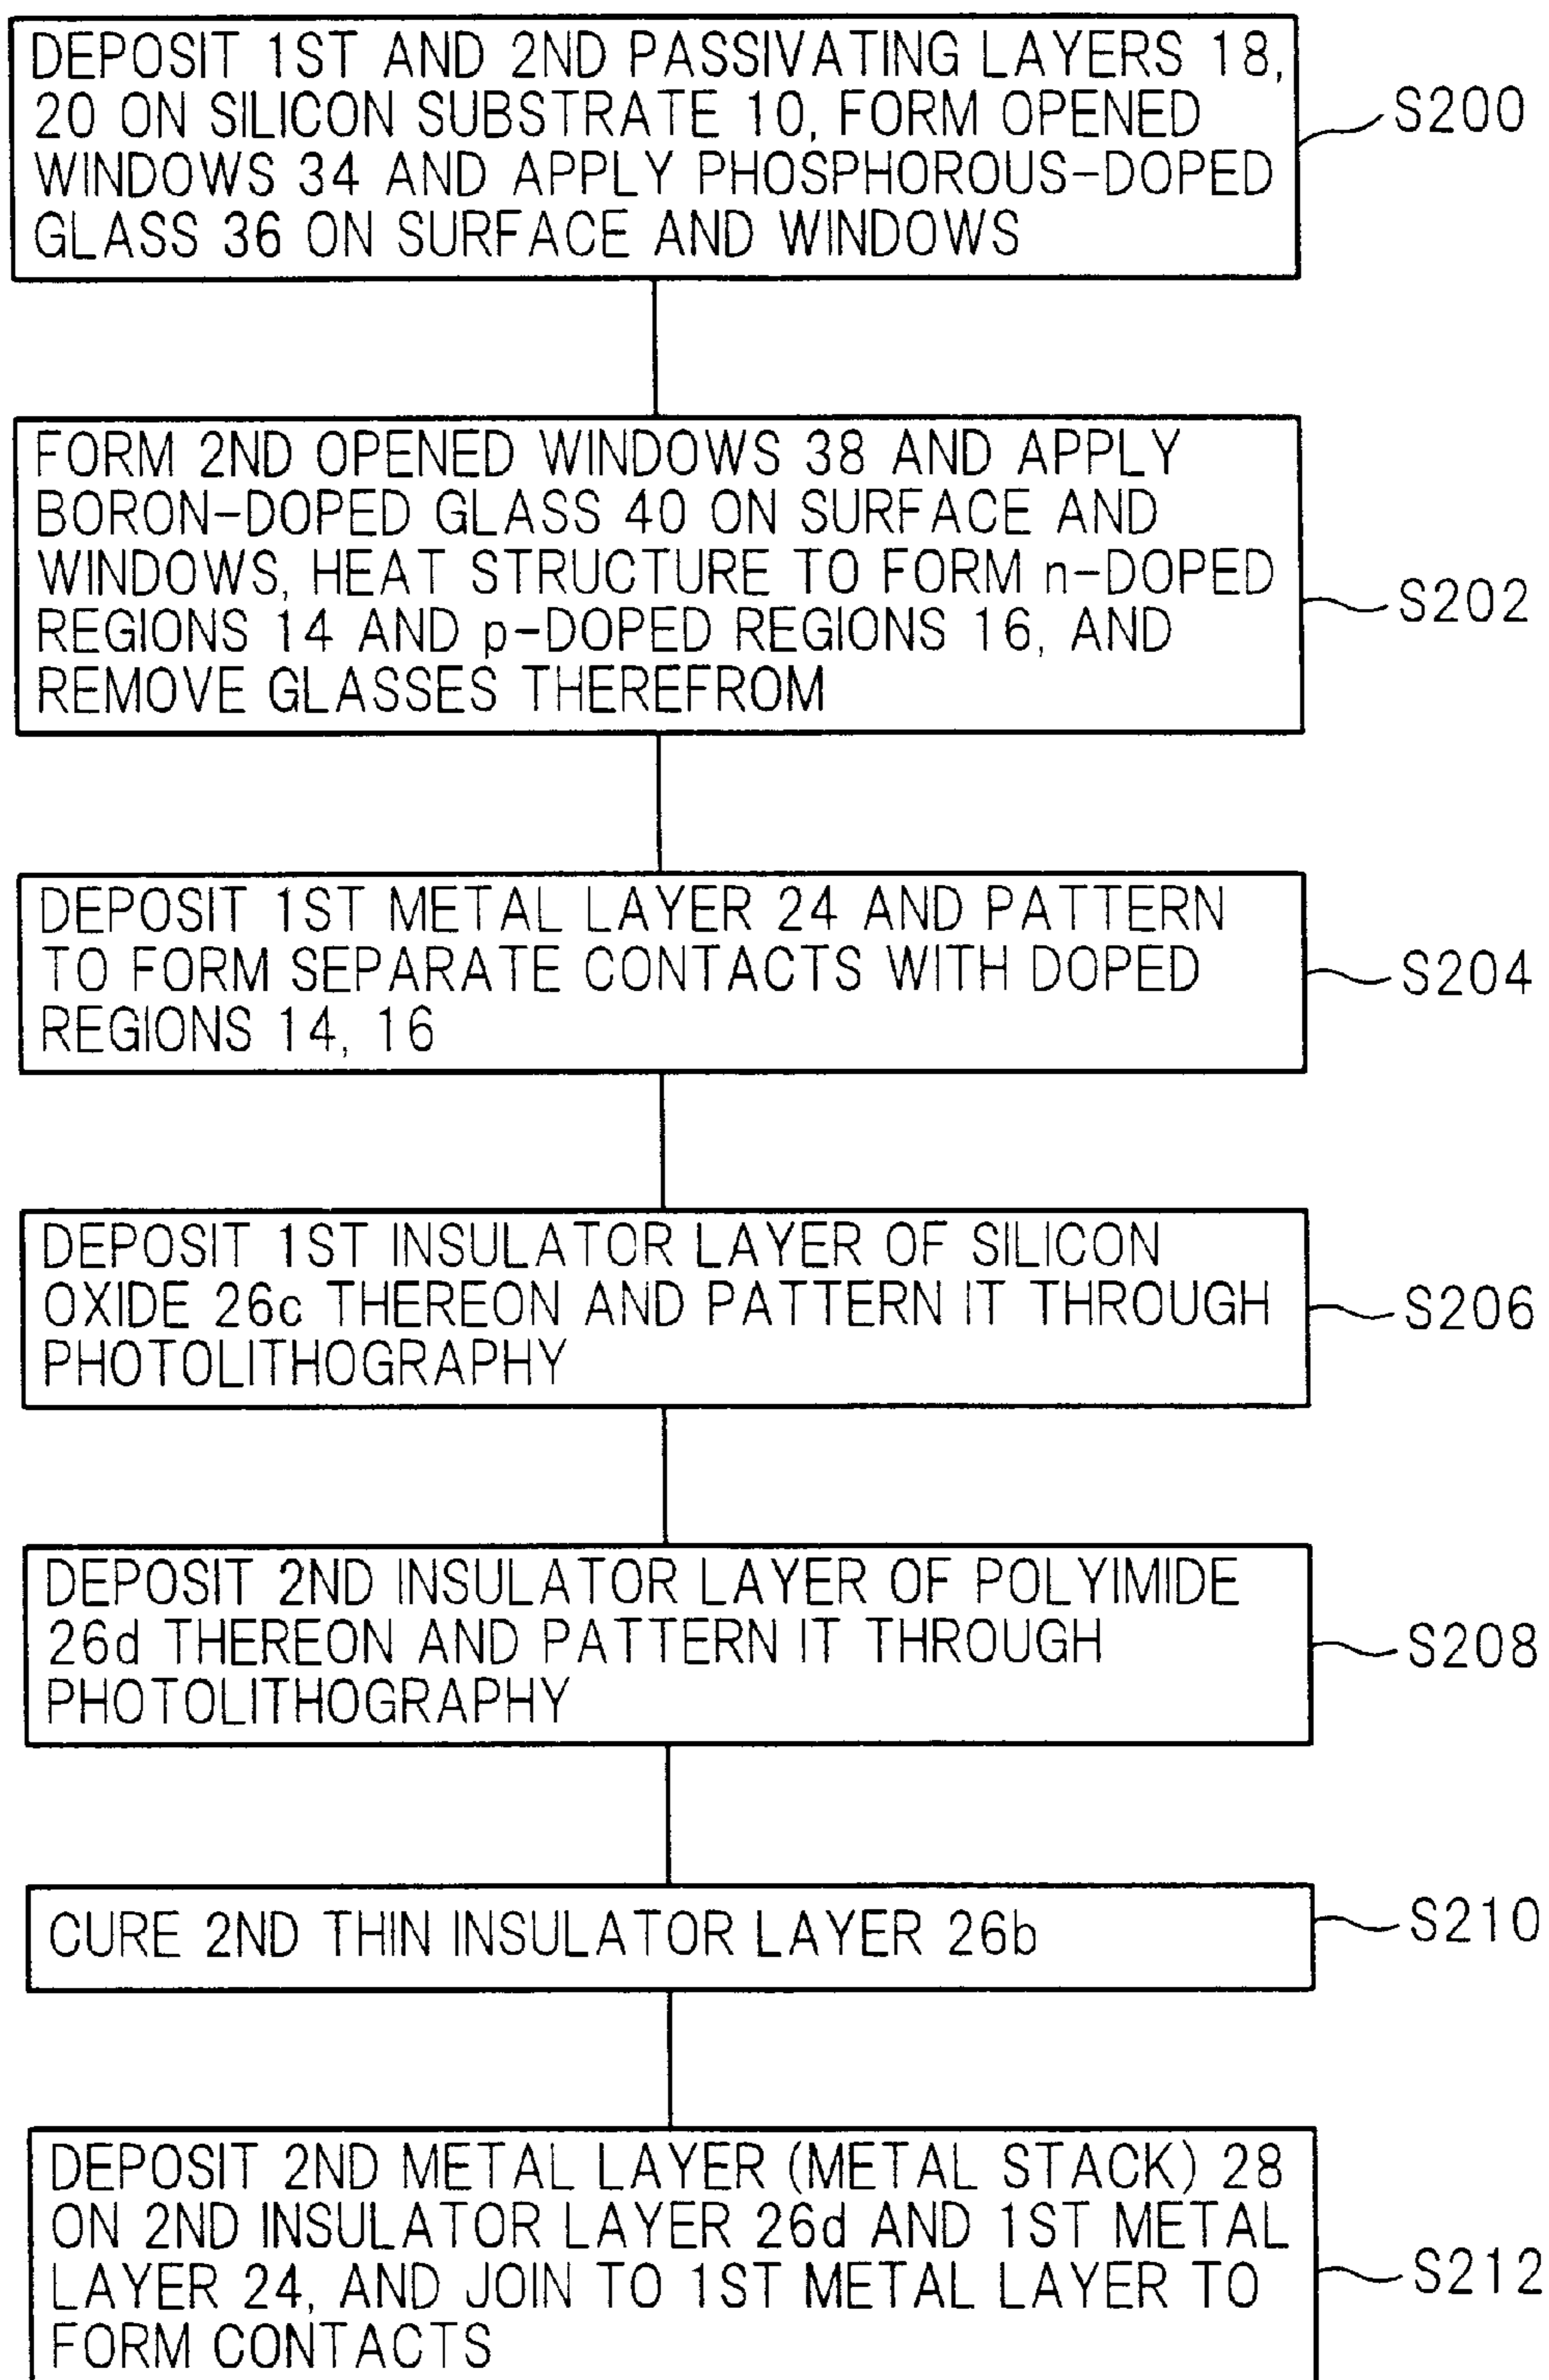 DEPOSIT 1ST AND 2ND PASSIVATING LAYERS 18,
20 ON SILICON SUBSTRATE 10, FORM OPENED
WINDOWS 34 AND APPLY PHOSPHOROUS-DOPED
GLASS 36 ON SURFACE AND WINDOWS
S200
FORM 2ND OPENED WINDOWS 38 AND APPLY
BORON-DOPED GLASS 40 ON SURFACE AND
WINDOWS, HEAT STRUCTURE TO FORM n-DOPED
REGIONS 14 AND p-DOPED REGIONS 16, AND
REMOVE GLASSES THEREFROM
S202
DEPOSIT 1ST METAL LAYER 24 AND PATTERN
TO FORM SEPARATE CONTACTS WITH DOPED
REGIONS 14, 16
S204
DEPOSIT 1ST INSULATOR LAYER OF SILICON
OXIDE 26c THEREON AND PATTERN IT THROUGH
PHOTOLITHOGRAPHY
S206
DEPOSIT 2ND INSULATOR LAYER OF POLYIMIDE
26d THEREON AND PATTERN IT THROUGH
PHOTOLITHOGRAPHY
S208
CURE 2ND THIN INSULATOR LAYER 26b
S210
DEPOSIT 2ND METAL LAYER (METAL STACK) 28
ON 2ND INSULATOR LAYER 26d AND 1ST METAL
LAYER 24, AND JOIN TO 1ST METAL LAYER TO
FORM CONTACTS
S212